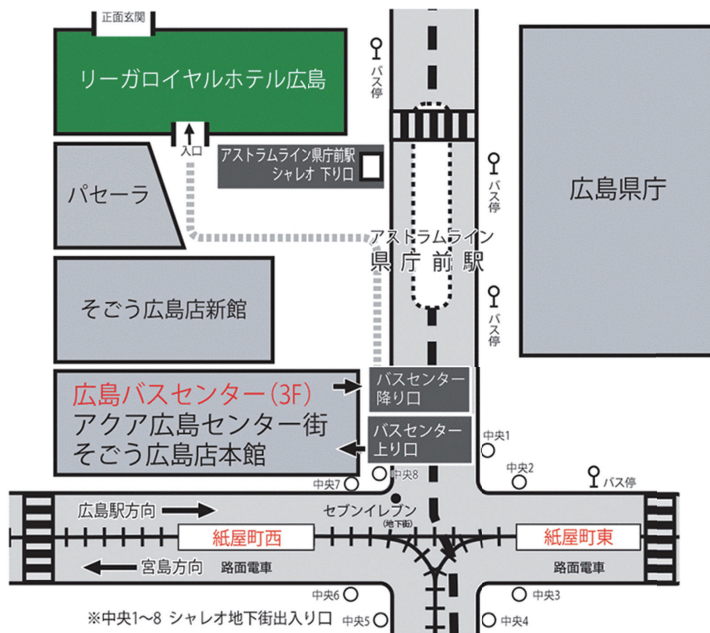 正面玄関
リーガロイヤルホテル広島
入口
バス停
アストラムライン県庁前駅
シャレオ 下り口
パセーラ
バス停
広島県庁
アストラムライン
県庁前駅
そごう広島店新館
バス停
広島バスセンター(3F)
アクア広島センター街
そごう広島店本館
バスセンター
降り口
バスセンター
上り口
中央1
中央2
中央7
中央8
バス停
セブンイレブン
(地下街)
広島駅方向
紙屋町西
紙屋町東
宮島方向
路面電車
路面電車
中央6
中央3
※中央1~8 シャレオ地下街出入り口
中央5
中央4